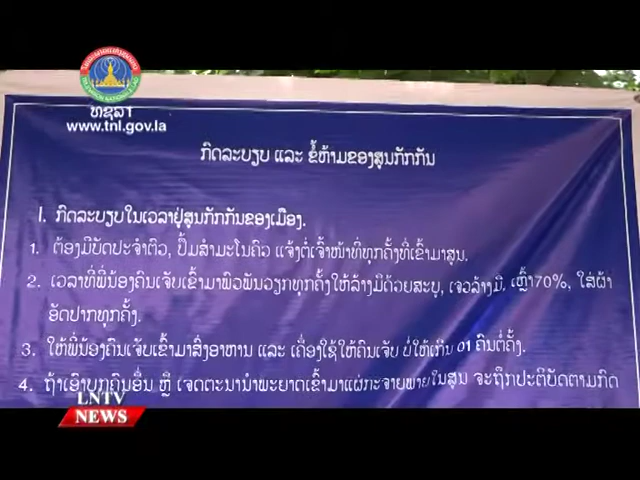 ທຊລ1
www.tnl.gov.la
ກົດລະບຽບ ແລະ ຂໍ້ຫ້າມຂອງສູນກັກກັນ
I. ກົດລະບຽບໃນເວລາຢູ່ສູນກັກກັນຂອງເມືອງ.
1. ຕ້ອງມີບັດປະຈຳຕົວ, ປຶ້ມສຳມະໂນຄົວ ແຈ້ງຕໍ່ເຈົ້າໜ້າທີ່ທຸກຄັ້ງທີ່ເຂົ້າມາສູນ.
2. ເວລາທີ່ພີ່ນ້ອງຄົນເຈັບເຂົ້າມາພົວພັນວຽກທຸກຄັ້ງໃຫ້ລ້າງມືດ້ວຍສະບູ, ເຈວລ້າງມື, ເຫຼົ້າ70%, ໃສ່ຜ້າ
ອັດປາກທຸກຄັ້ງ.
3. ໃຫ້ພີ່ນ້ອງຄົນເຈັບເຂົ້າມາສົ່ງອາຫານ ແລະ ເຄື່ອງໃຊ້ໃຫ້ຄົນເຈັບ ບໍ່ໃຫ້ເກີນ 01 ຄົນຕໍ່ຄັ້ງ.
4. ຖ້າເອົາບຸກຄົນອື່ນ ຫຼື ເຈດຕະນານຳພະຍາດເຂົ້າມາແຜ່ກະຈາຍພາຍໃນສູນ ຈະຖືກປະຕິບັດຕາມກົດ
LNTV
NEWS